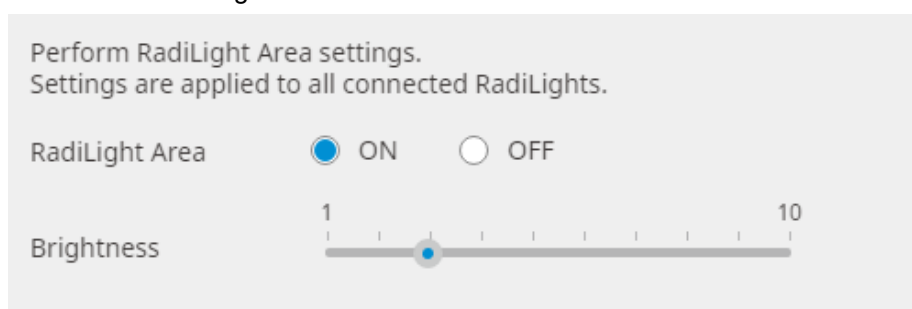 Perform RadiLight Area settings.
Settings are applied to all connected RadiLights.
RadiLight Area ON OFF
1 10
Brightness